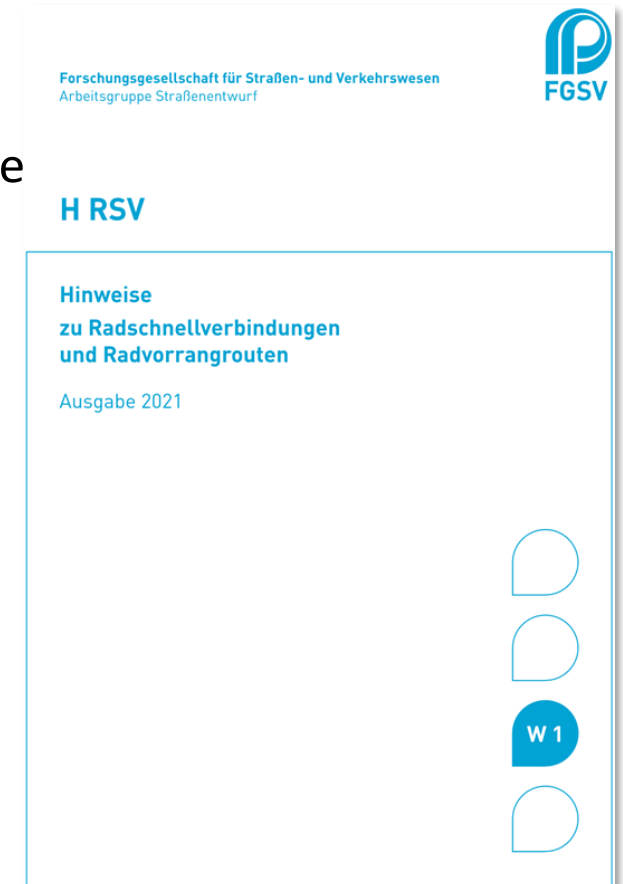 Forschungsgesellschaft für Straßen- und Verkehrswesen
Arbeitsgruppe Straßenentwurf
FGSV
e
H RSV
Hinweise
zu Radschnellverbindungen
und Radvorrangrouten
Ausgabe 2021
W 1